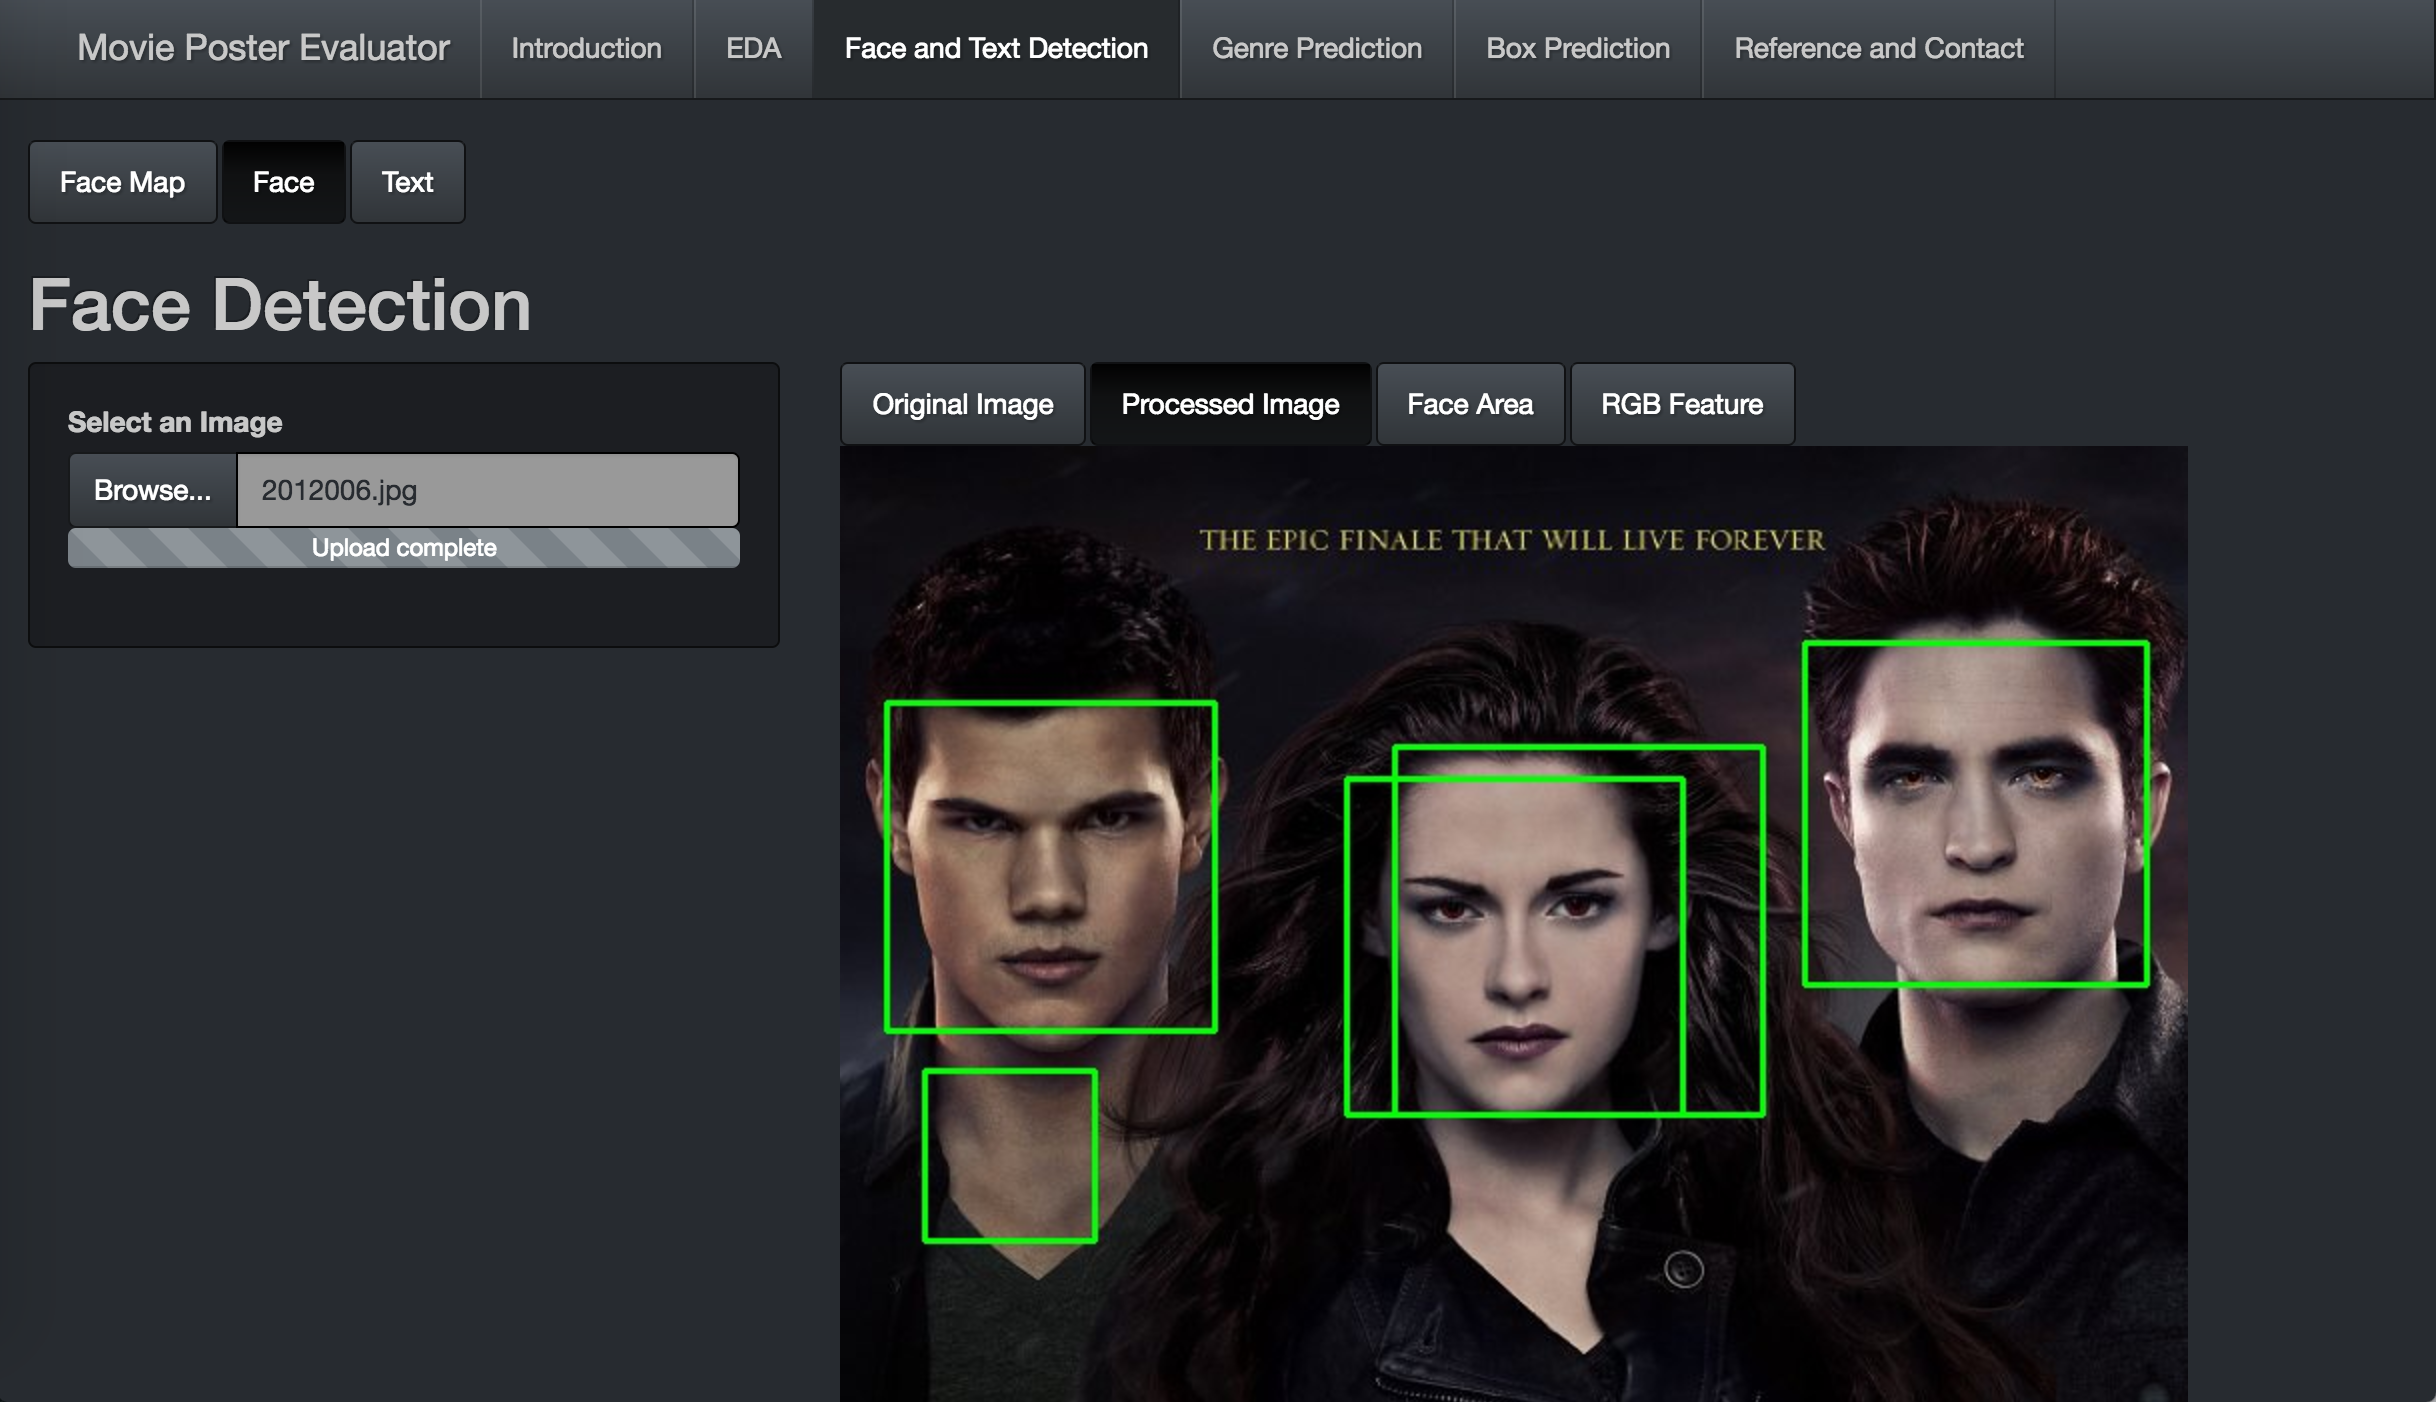 Movie Poster Evaluator
Introduction
EDA
Face and Text Detection
Genre Prediction
Box Prediction
Reference and Contact
Face Map
Face
Text
Face Detection
Select an Image
Browse...
2012006.jpg
Upload complete
Original Image
Processed Image
Face Area
RGB Feature
THE EPIC FINALE THAT WILL LIVE FOREVER